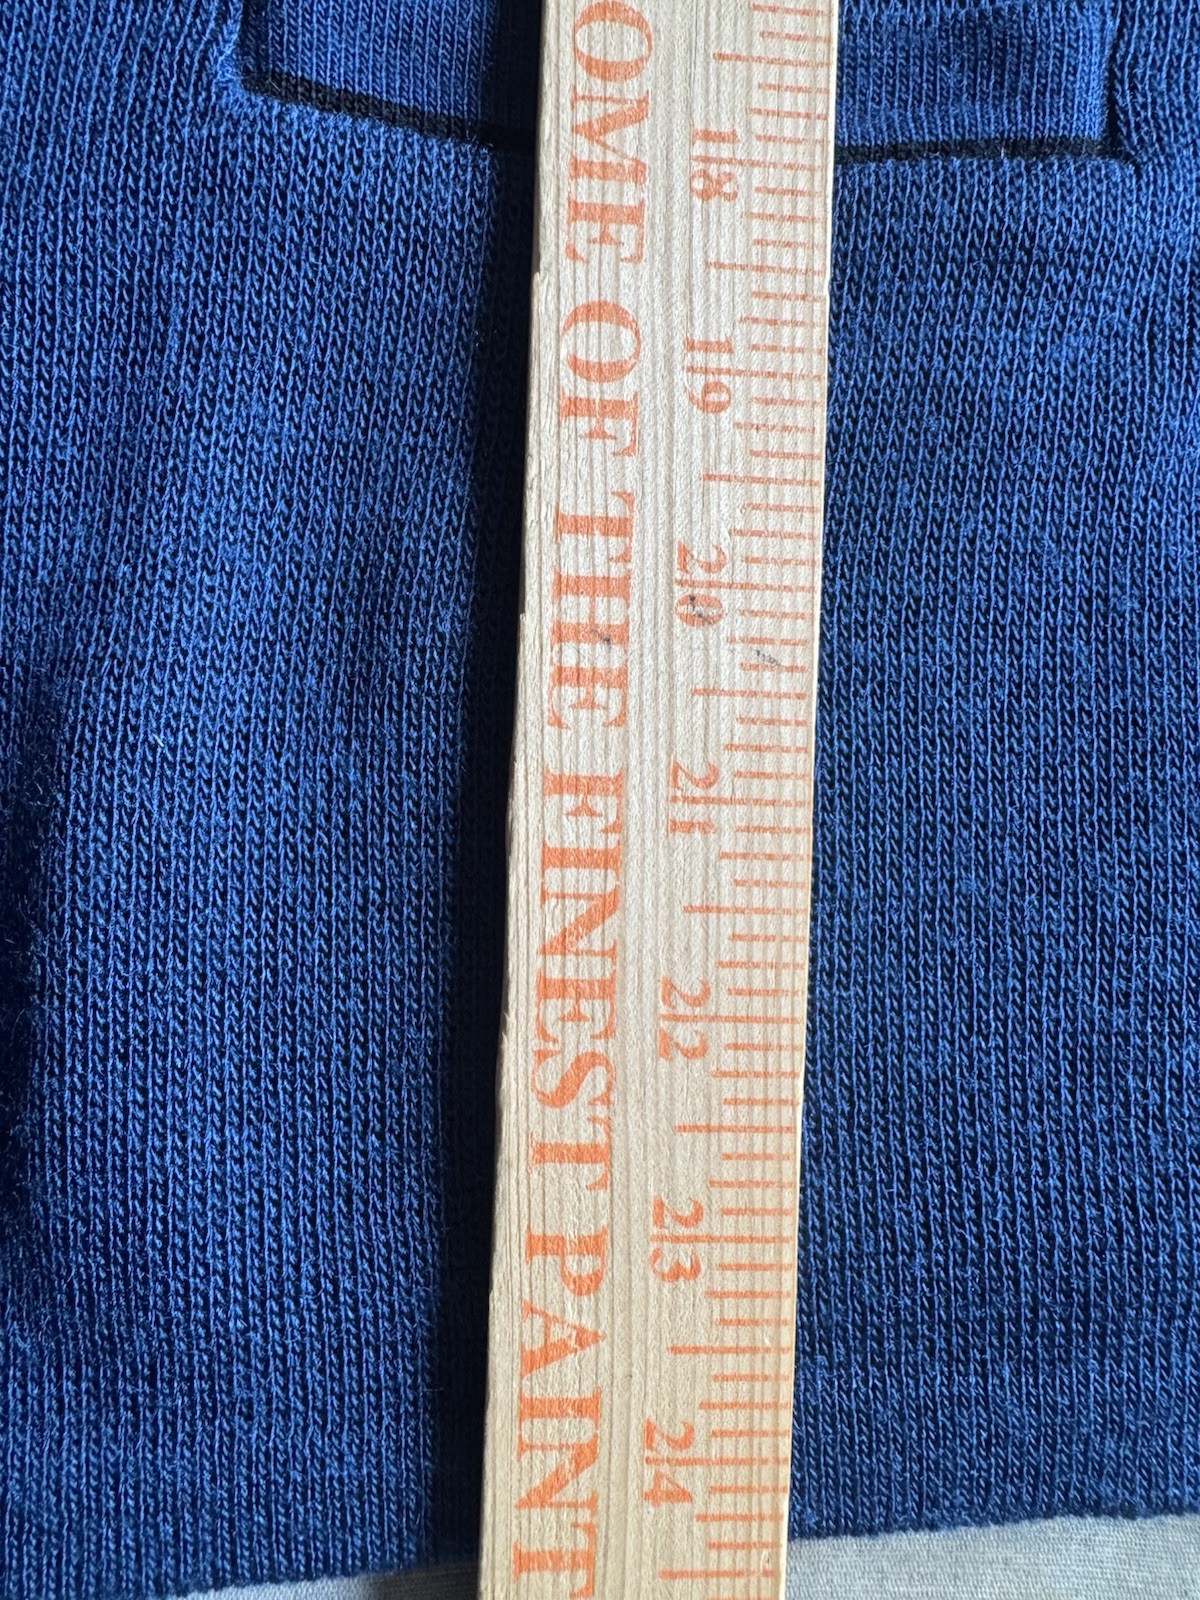 OME OF THE FINEST PAINT
18 19 20 21 22 23 24